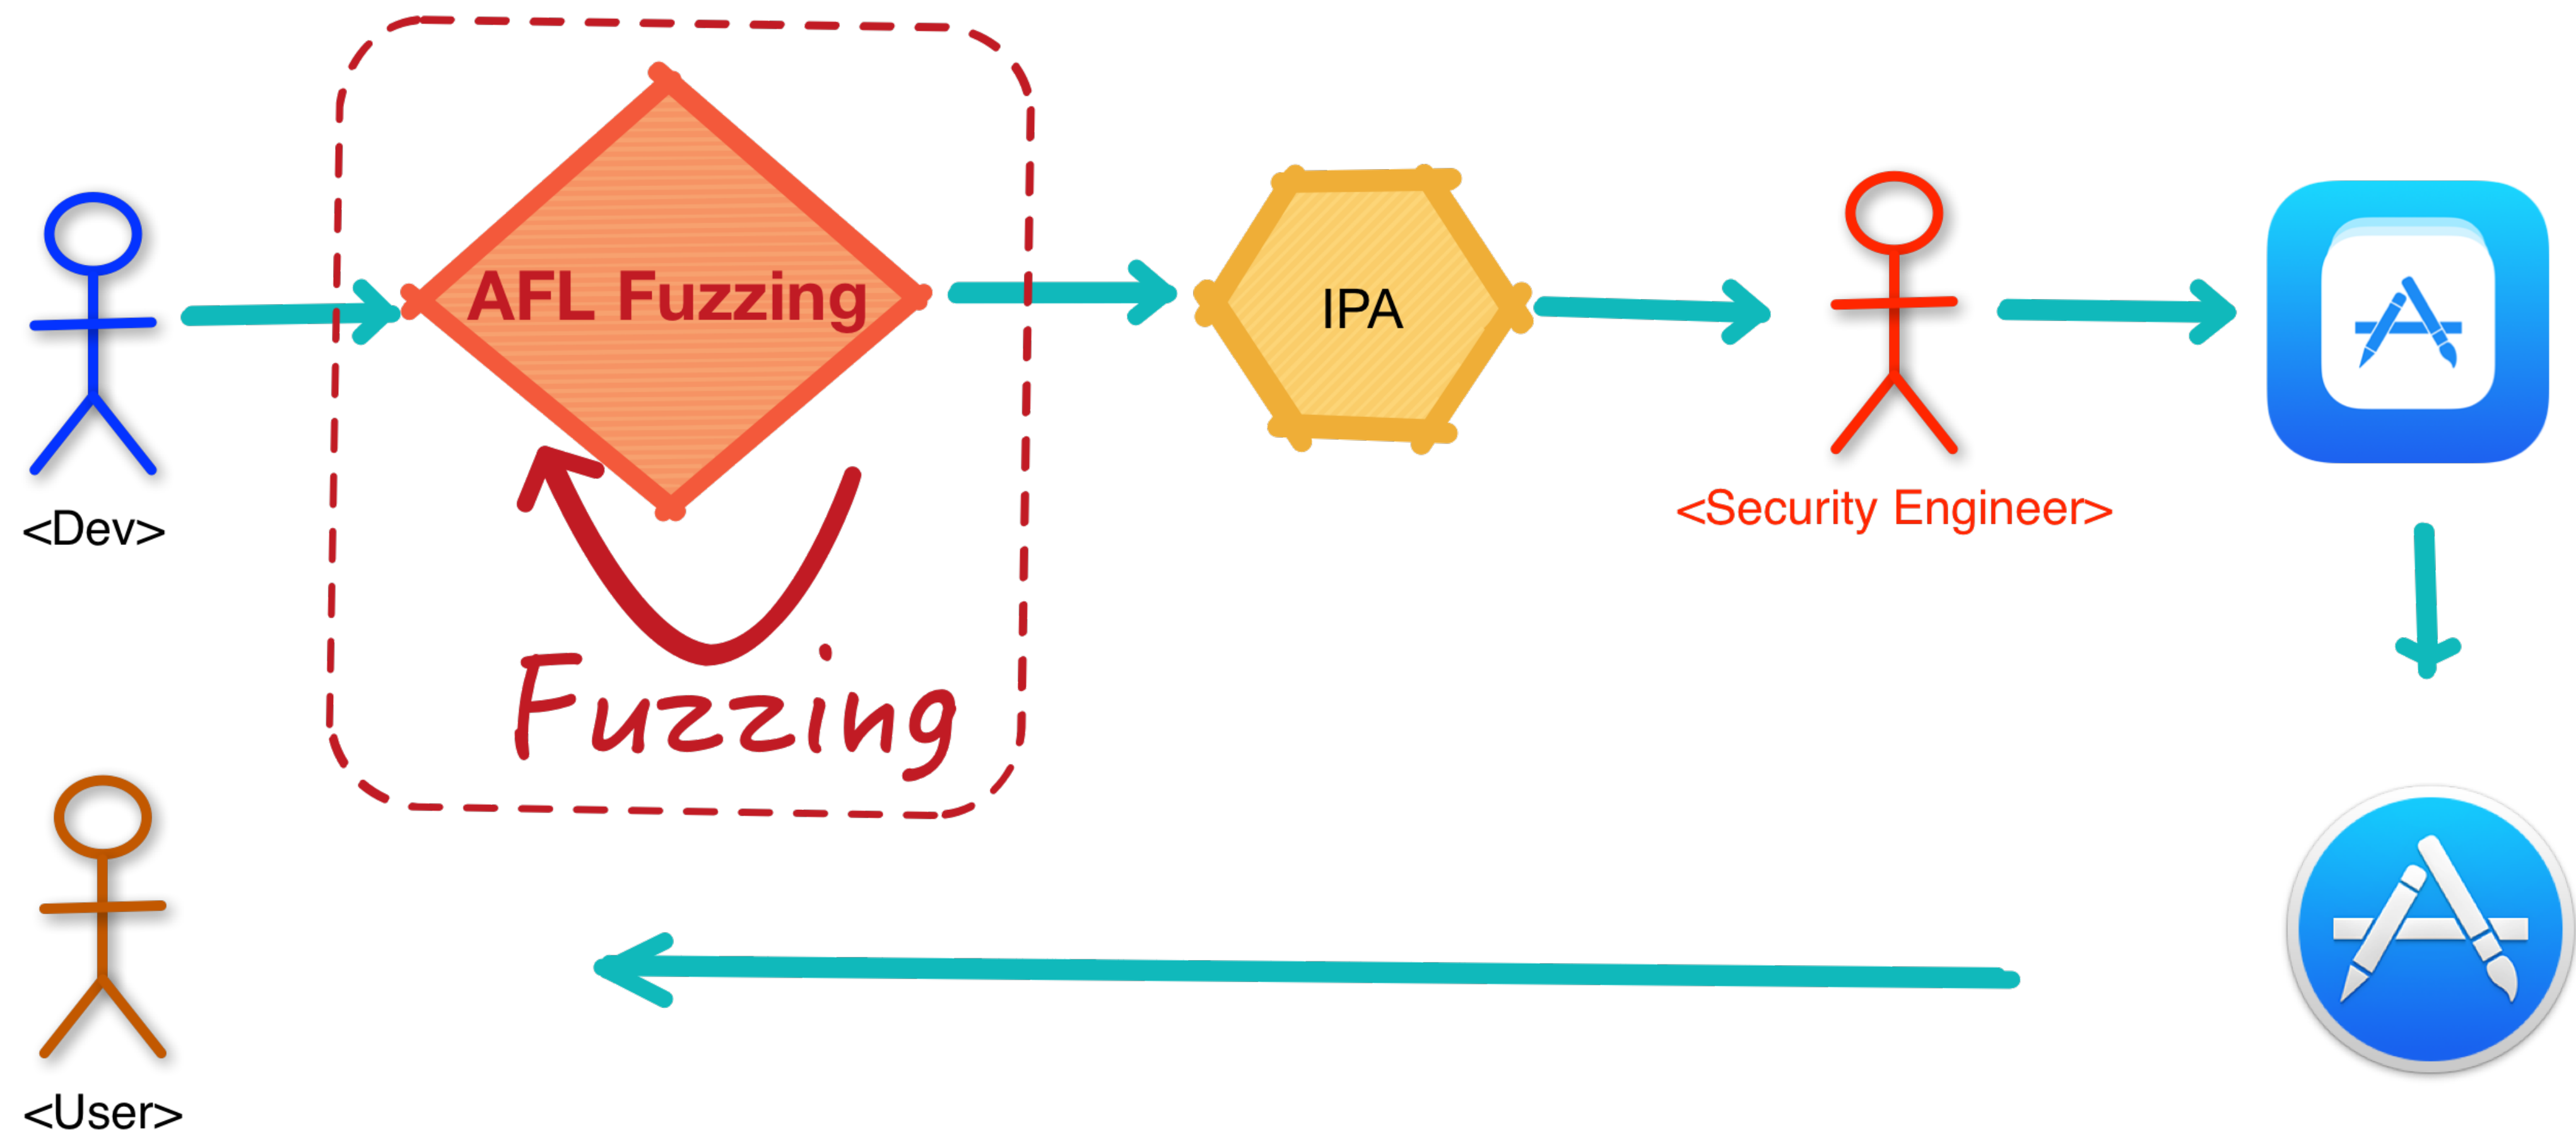 AFL Fuzzing
IPA
<Security Engineer>
<Dev>
Fuzzing
<User>